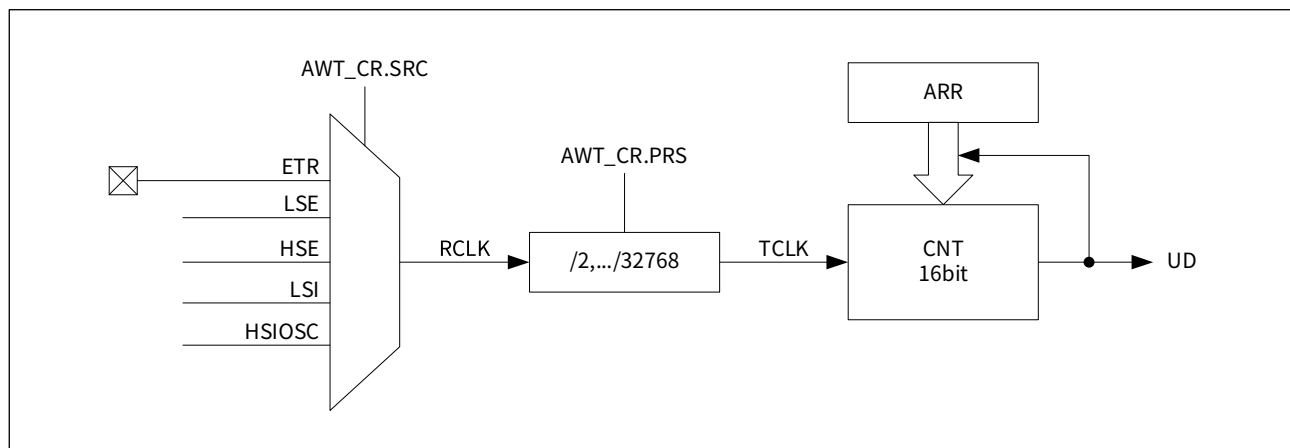 AWT_CR.SRC
ARR
ETR
AWT_CR.PRS
LSE
HSE
RCLK
/2,.../32768
TCLK
CNT
16bit
UD
LSI
HSIOSC